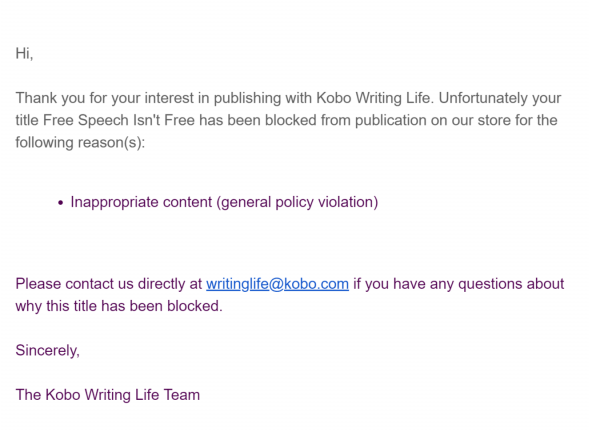 Hi,
Thank you for your interest in publishing with Kobo Writing Life. Unfortunately your
title Free Speech Isn't Free has been blocked from publication on our store for the
following reason(s):
• Inappropriate content (general policy violation)
Please contact us directly at writinglife@kobo.com if you have any questions about
why this title has been blocked.
Sincerely,
The Kobo Writing Life Team